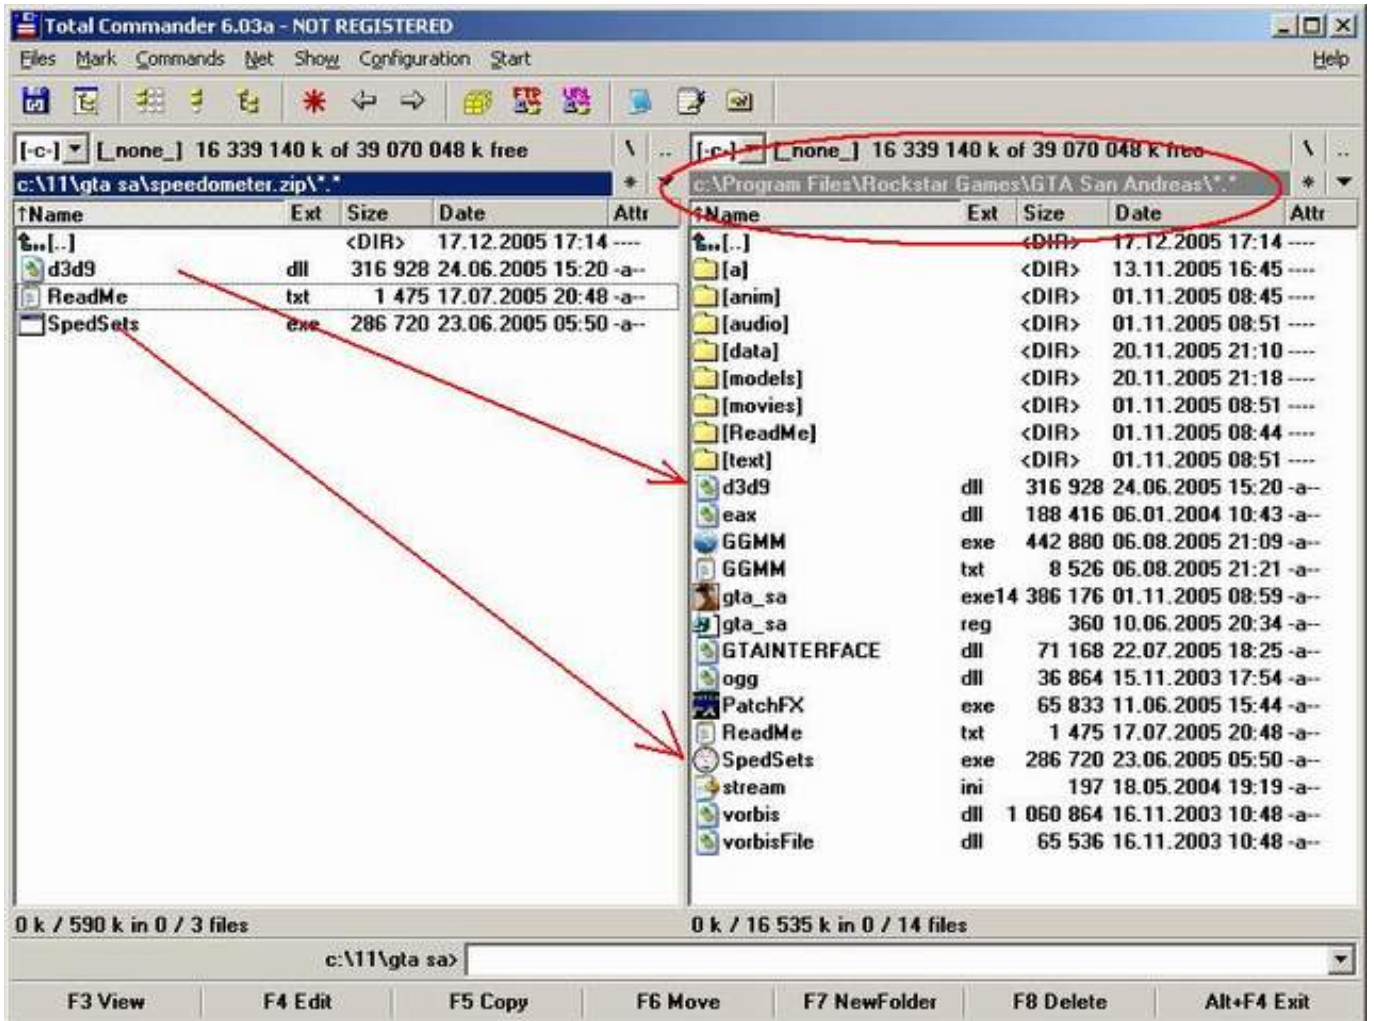 Total Commander 6.03a - NOT REGISTERED
Files Mark Commands Net Show Configuration Start Help
FTP URL
[-c-] [_none_] 16 339 140 k of 39 070 048 k free \ ..
c:\11\gta sa\speedometer.zip\*.* * 
↑Name Ext Size Date Attr
[..] <DIR> 17.12.2005 17:14 ----
d3d9 dll 316 928 24.06.2005 15:20 -a--
ReadMe txt 1 475 17.07.2005 20:48 -a--
SpedSets exe 286 720 23.06.2005 05:50 -a--
0 k / 590 k in 0 / 3 files
[-c-] [_none_] 16 339 140 k of 39 070 048 k free \ ..
c:\Program Files\Rockstar Games\GTA San Andreas\*.* *
↑Name Ext Size Date Attr
[..] <DIR> 17.12.2005 17:14 ----
[a] <DIR> 13.11.2005 16:45 ----
[anim] <DIR> 01.11.2005 08:45 ----
[audio] <DIR> 01.11.2005 08:51 ----
[data] <DIR> 20.11.2005 21:10 ----
[models] <DIR> 20.11.2005 21:18 ----
[movies] <DIR> 01.11.2005 08:51 ----
[ReadMe] <DIR> 01.11.2005 08:44 ----
[text] <DIR> 01.11.2005 08:51 ----
d3d9 dll 316 928 24.06.2005 15:20 -a--
eax dll 188 416 06.01.2004 10:43 -a--
GGMM exe 442 880 06.08.2005 21:09 -a--
GGMM txt 8 526 06.08.2005 21:21 -a--
gta_sa exe 14 386 176 01.11.2005 08:59 -a--
gta_sa reg 360 10.06.2005 20:34 -a--
GTAINTERFACE dll 71 168 22.07.2005 18:25 -a--
ogg dll 36 864 15.11.2003 17:54 -a--
PatchFX exe 65 833 11.06.2005 15:44 -a--
ReadMe txt 1 475 17.07.2005 20:48 -a--
SpedSets exe 286 720 23.06.2005 05:50 -a--
stream ini 197 18.05.2004 19:19 -a--
vorbis dll 1 060 864 16.11.2003 10:48 -a--
vorbisFile dll 65 536 16.11.2003 10:48 -a--
0 k / 16 535 k in 0 / 14 files
c:\11\gta sa>
F3 View F4 Edit F5 Copy F6 Move F7 NewFolder F8 Delete Alt+F4 Exit